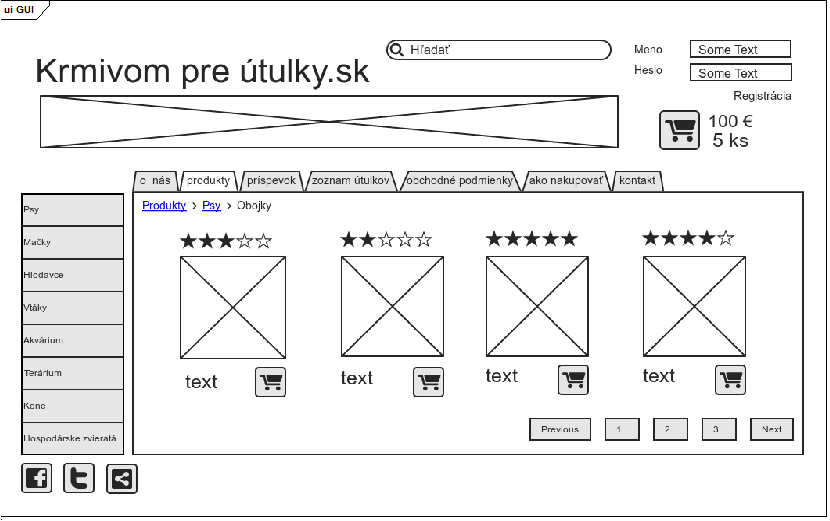 ui GUI
Hľadať
Meno
Some Text
Krmivom pre útulky.sk
Heslo
Some Text
Registrácia
100 €
5 ks
o nás
produkty
príspevok
zoznam útulkov
obchodné podmienky
ako nakupovať
kontakt
Produkty > Psy > Obojky
Psy
Mačky
Hlodavce
Vtáky
Akvárium
Terárium
Kone
Hospodárske zvieratá
text
text
text
text
Previous
1
2
3
Next